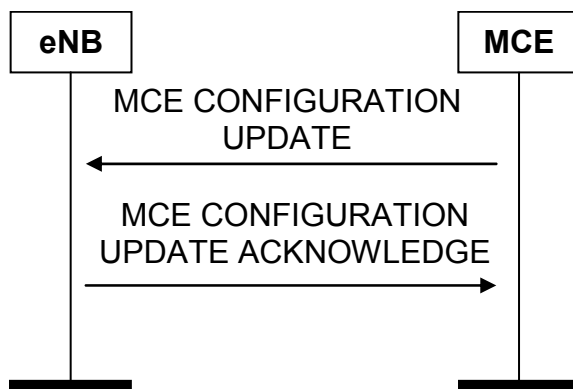 eNB
MCE
MCE CONFIGURATION
UPDATE
MCE CONFIGURATION
UPDATE ACKNOWLEDGE